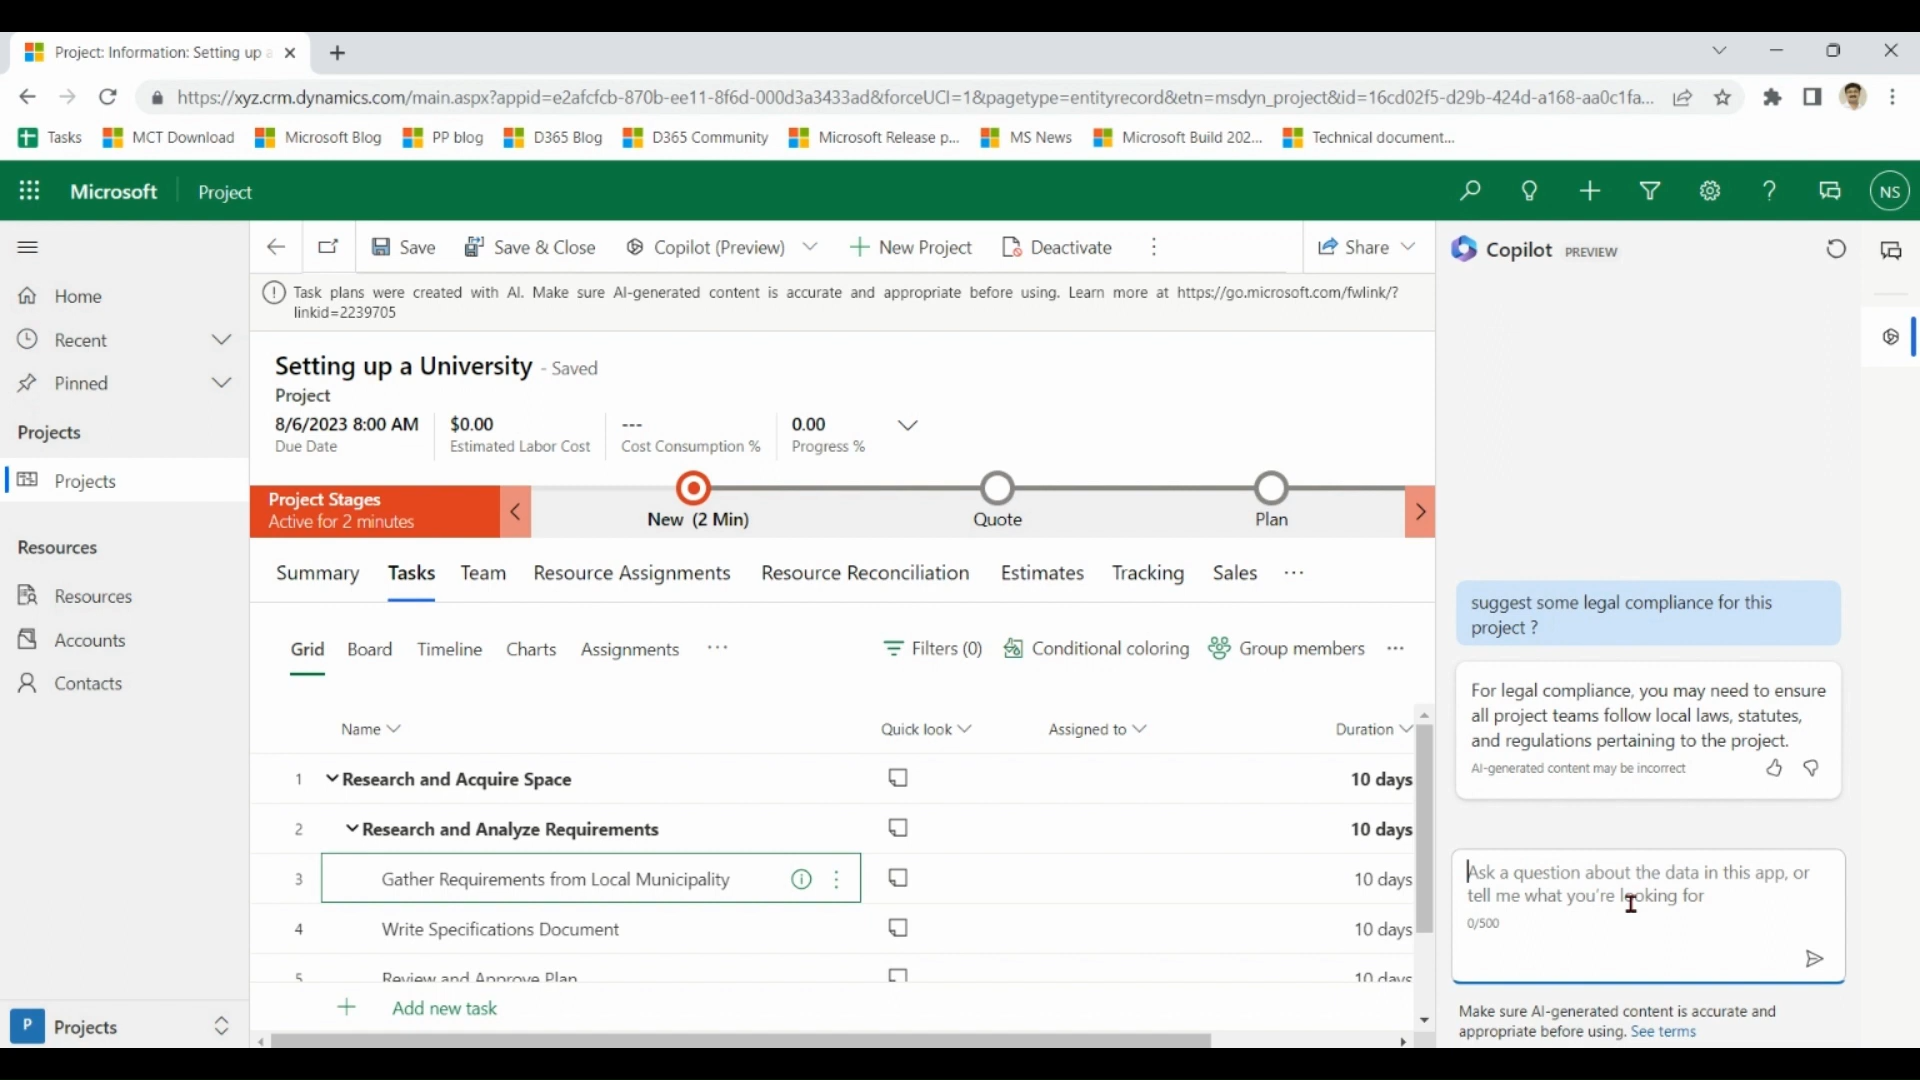 Project: Information: Setting up a
https://xyz.crm.dynamics.com/main.aspx?appid=e2afcfcb-870b-ee11-8f6d-000d3a3433ad&forceUCI=1&pagetype=entityrecord&etn=msdyn_project&id=16cd02f5-d29b-424d-a168-aa0c1fa...
Tasks MCT Download Microsoft Blog PP blog D365 Blog D365 Community Microsoft Release p... MS News Microsoft Build 202... Technical document...
Microsoft Project NS
Save Save & Close Copilot (Preview) New Project Deactivate Share
Copilot PREVIEW
Task plans were created with AI. Make sure AI-generated content is accurate and appropriate before using. Learn more at https://go.microsoft.com/fwlink/?
linkid=2239705
Home
Recent
Pinned
Projects
Projects
Resources
Resources
Accounts
Contacts
P Projects
Setting up a University - Saved
Project
8/6/2023 8:00 AM $0.00 --- 0.00
Due Date Estimated Labor Cost Cost Consumption % Progress %
Project Stages
Active for 2 minutes
New (2 Min) Quote Plan
Summary Tasks Team Resource Assignments Resource Reconciliation Estimates Tracking Sales ...
Grid Board Timeline Charts Assignments ... Filters (0) Conditional coloring Group members ...
Name Quick look Assigned to Duration
1 Research and Acquire Space 10 days
2 Research and Analyze Requirements 10 days
3 Gather Requirements from Local Municipality 10 days
4 Write Specifications Document 10 days
5 Review and Approve Plan 10 days
Add new task
suggest some legal compliance for this
project ?
For legal compliance, you may need to ensure
all project teams follow local laws, statutes,
and regulations pertaining to the project.
AI-generated content may be incorrect
Ask a question about the data in this app, or
tell me what you're looking for
0/500
Make sure AI-generated content is accurate and
appropriate before using. See terms